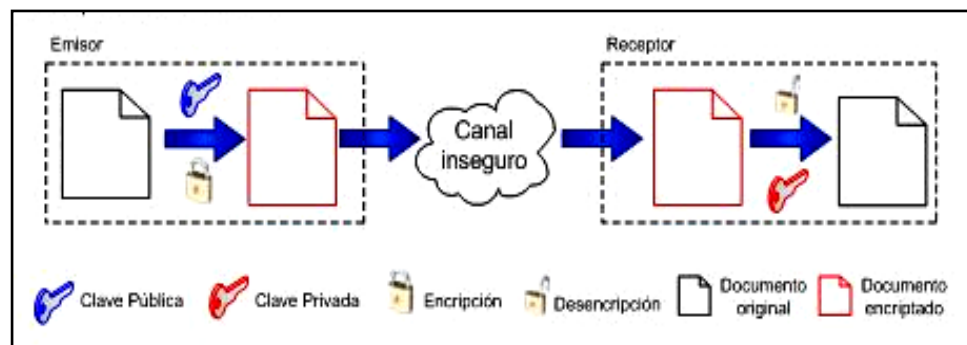 Emisor
Receptor
Canal
inseguro
Clave Pública
Clave Privada
Encripción
Desencripción
Documento
original
Documento
encriptado